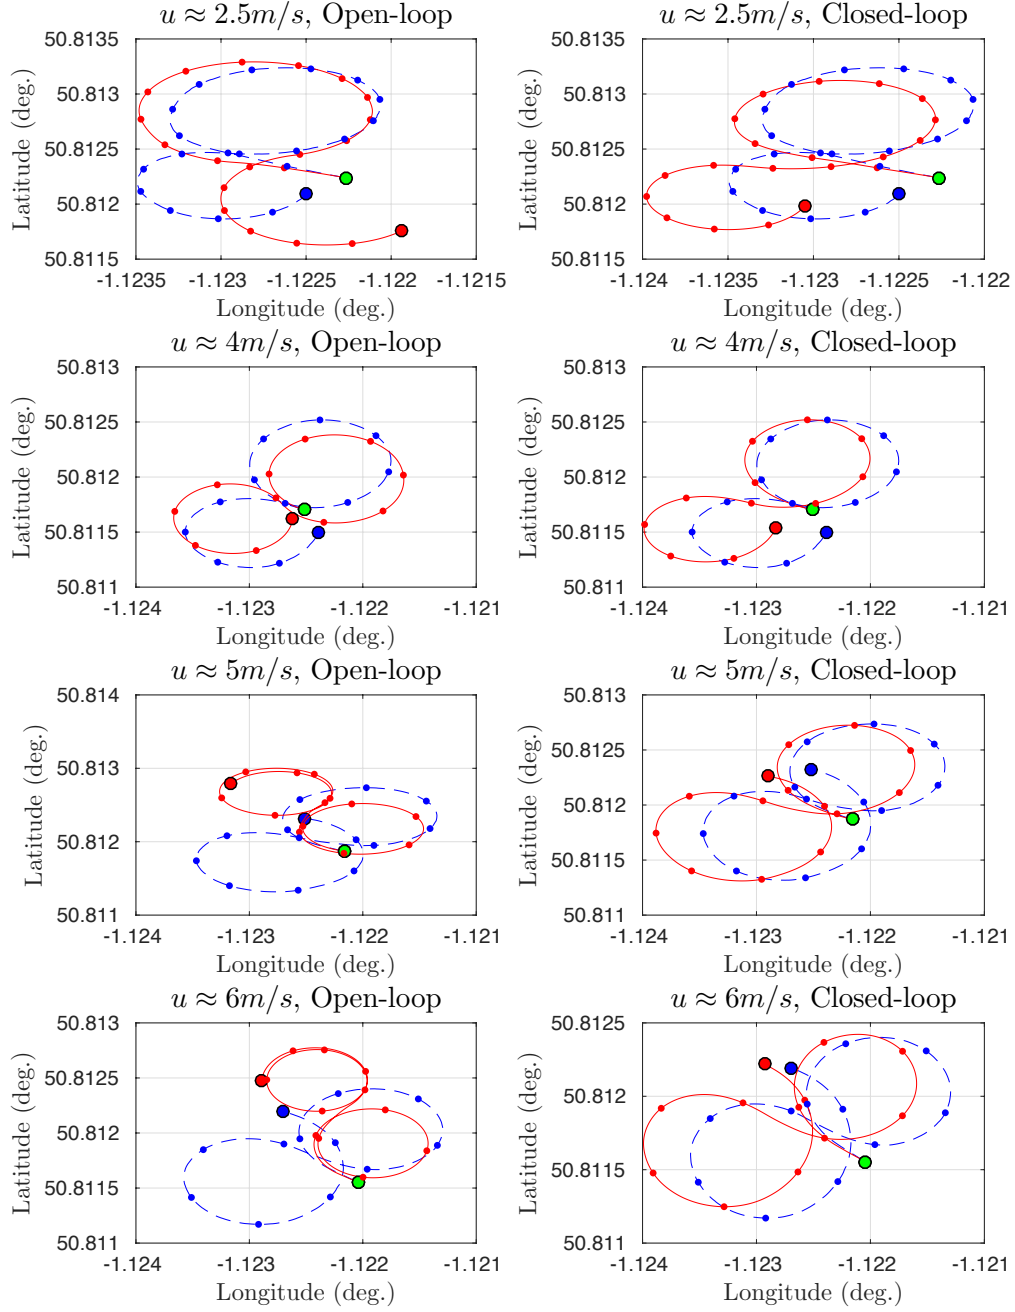 u ≈ 2.5m/s, Open-loop
50.8135
50.813
50.8125
50.812
50.8115
Latitude (deg.)
-1.1235 -1.123 -1.1225 -1.122 -1.1215
Longitude (deg.)
u ≈ 2.5m/s, Closed-loop
50.8135
50.813
50.8125
50.812
50.8115
Latitude (deg.)
-1.124 -1.1235 -1.123 -1.1225 -1.122
Longitude (deg.)
u ≈ 4m/s, Open-loop
50.813
50.8125
50.812
50.8115
50.811
Latitude (deg.)
-1.124 -1.123 -1.122 -1.121
Longitude (deg.)
u ≈ 4m/s, Closed-loop
50.813
50.8125
50.812
50.8115
50.811
Latitude (deg.)
-1.124 -1.123 -1.122 -1.121
Longitude (deg.)
u ≈ 5m/s, Open-loop
50.814
50.813
50.812
50.811
Latitude (deg.)
-1.124 -1.123 -1.122 -1.121
Longitude (deg.)
u ≈ 5m/s, Closed-loop
50.813
50.8125
50.812
50.8115
50.811
Latitude (deg.)
-1.124 -1.123 -1.122 -1.121
Longitude (deg.)
u ≈ 6m/s, Open-loop
50.813
50.8125
50.812
50.8115
50.811
Latitude (deg.)
-1.124 -1.123 -1.122 -1.121
Longitude (deg.)
u ≈ 6m/s, Closed-loop
50.8125
50.812
50.8115
50.811
Latitude (deg.)
-1.124 -1.123 -1.122 -1.121
Longitude (deg.)